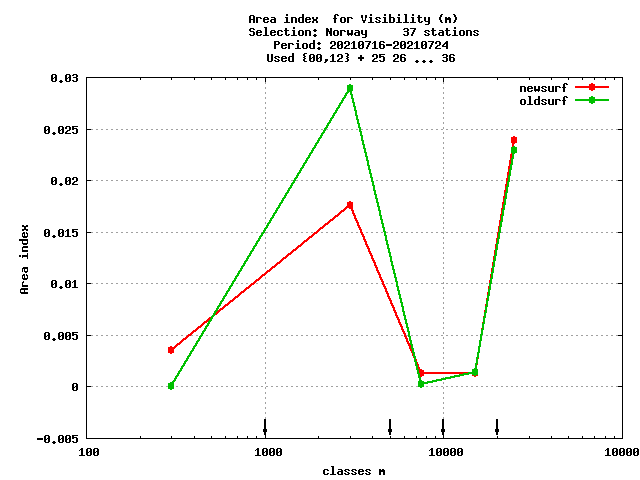 Area index  for Visibility (m)
Selection: Norway     37 stations
Period: 20210716-20210724
Used {00,12} + 25 26 ... 36
newsurf
oldsurf
0.03
0.025
0.02
0.015
0.01
0.005
0
-0.005
Area index
100 1000 10000 10000
classes m